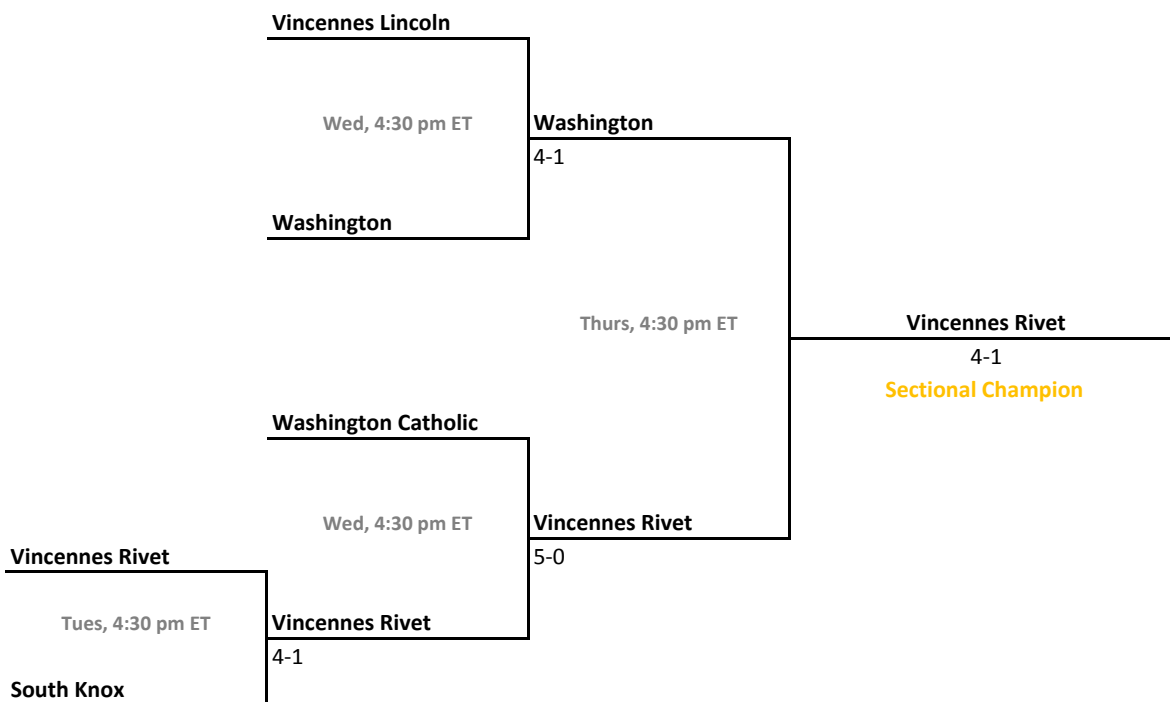 Vincennes Lincoln
Wed, 4:30 pm ET
Washington
4-1
Washington
Thurs, 4:30 pm ET
Vincennes Rivet
4-1
Sectional Champion
Washington Catholic
Wed, 4:30 pm ET
Vincennes Rivet
5-0
Vincennes Rivet
Tues, 4:30 pm ET
Vincennes Rivet
4-1
South Knox